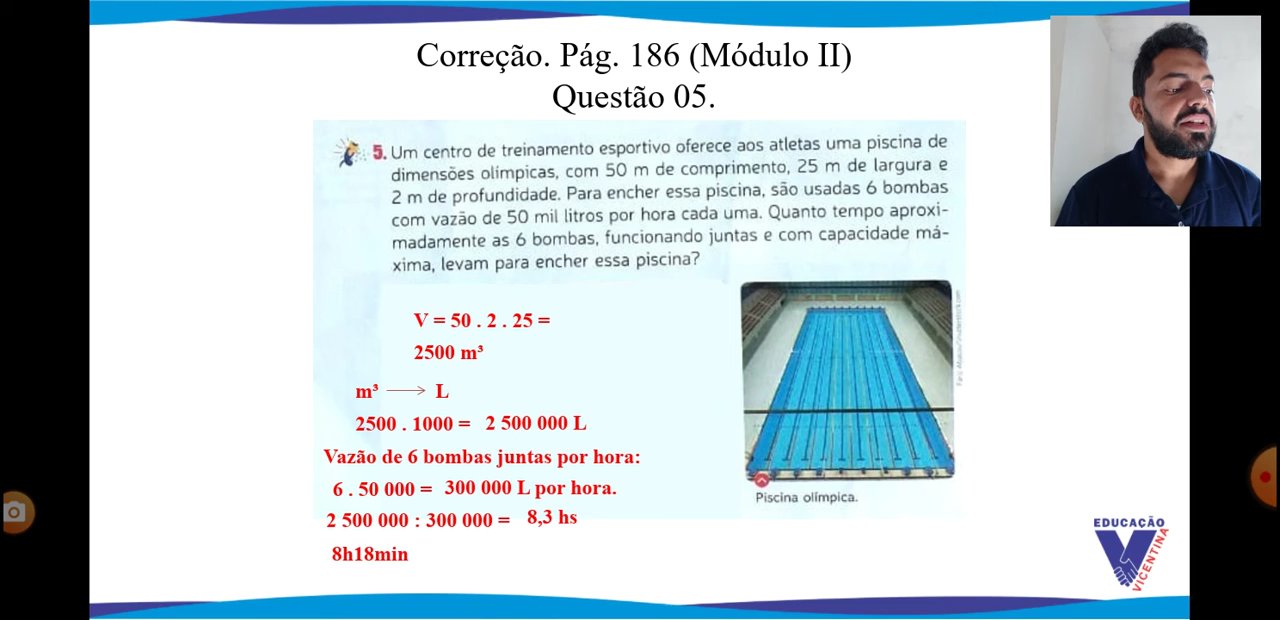 Correção. Pág. 186 (Módulo II)
Questão 05.
5. Um centro de treinamento esportivo oferece aos atletas uma piscina de
dimensões olímpicas, com 50 m de comprimento, 25 m de largura e
2 m de profundidade. Para encher essa piscina, são usadas 6 bombas
com vazão de 50 mil litros por hora cada uma. Quanto tempo aproxi-
madamente as 6 bombas, funcionando juntas e com capacidade má-
xima, levam para encher essa piscina?
V = 50 . 2 . 25 =
2500 m³
m³ → L
2500 . 1000 = 2 500 000 L
Vazão de 6 bombas juntas por hora:
6 . 50 000 = 300 000 L por hora.
2 500 000 : 300 000 = 8,3 hs
8h18min
Piscina olímpica.
EDUCAÇÃO
VICENTINA